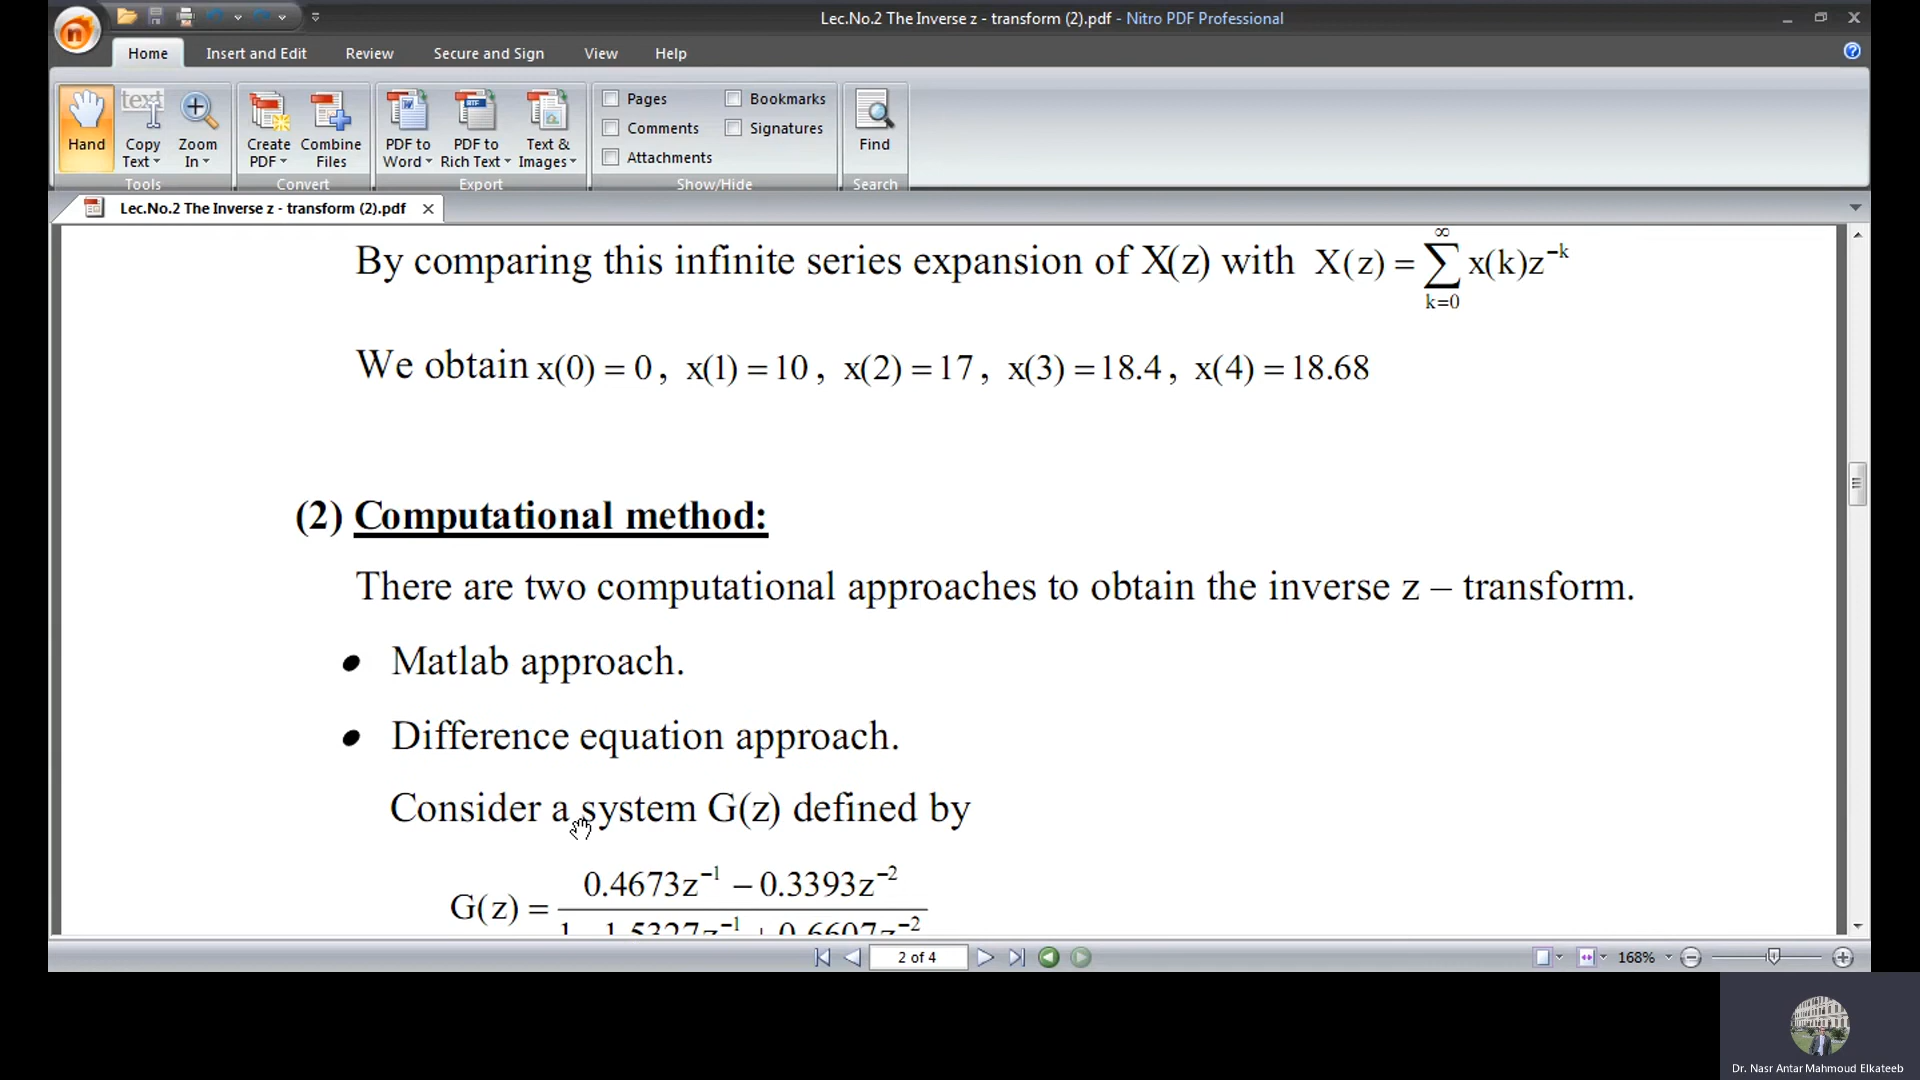 Lec.No.2 The Inverse z - transform (2).pdf - Nitro PDF Professional
Home Insert and Edit Review Secure and Sign View Help
Hand Copy Text Zoom In Create PDF Combine Files PDF to Word PDF to Rich Text Text & Images
Pages Bookmarks
Comments Signatures
Attachments
Find
Tools Convert Export Show/Hide Search
Lec.No.2 The Inverse z - transform (2).pdf
By comparing this infinite series expansion of X(z) with X(z) = ∑_{k=0}^{∞} x(k)z^{−k}
We obtain x(0) = 0, x(1) = 10, x(2) = 17, x(3) = 18.4, x(4) = 18.68
(2) Computational method:
There are two computational approaches to obtain the inverse z – transform.
• Matlab approach.
• Difference equation approach.
Consider a system G(z) defined by
G(z) = 0.4673z⁻¹ − 0.3393z⁻²
2 of 4
168%
Dr. Nasr Antar Mahmoud Elkateeb